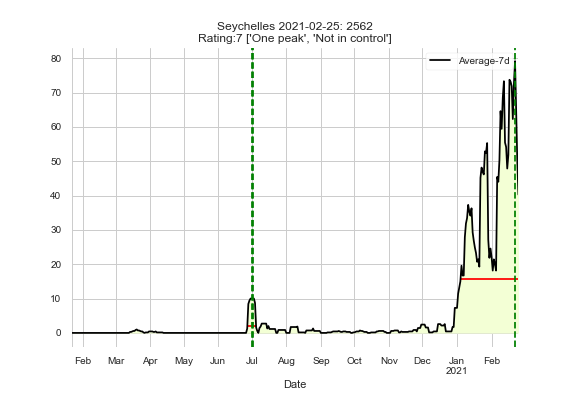 Seychelles 2021-02-25: 2562
Rating:7 ['One peak', 'Not in control']
Average-7d
80
70
60
50
40
30
20
10
0
Feb Mar Apr May Jun Jul Aug Sep Oct Nov Dec Jan Feb
2021
Date